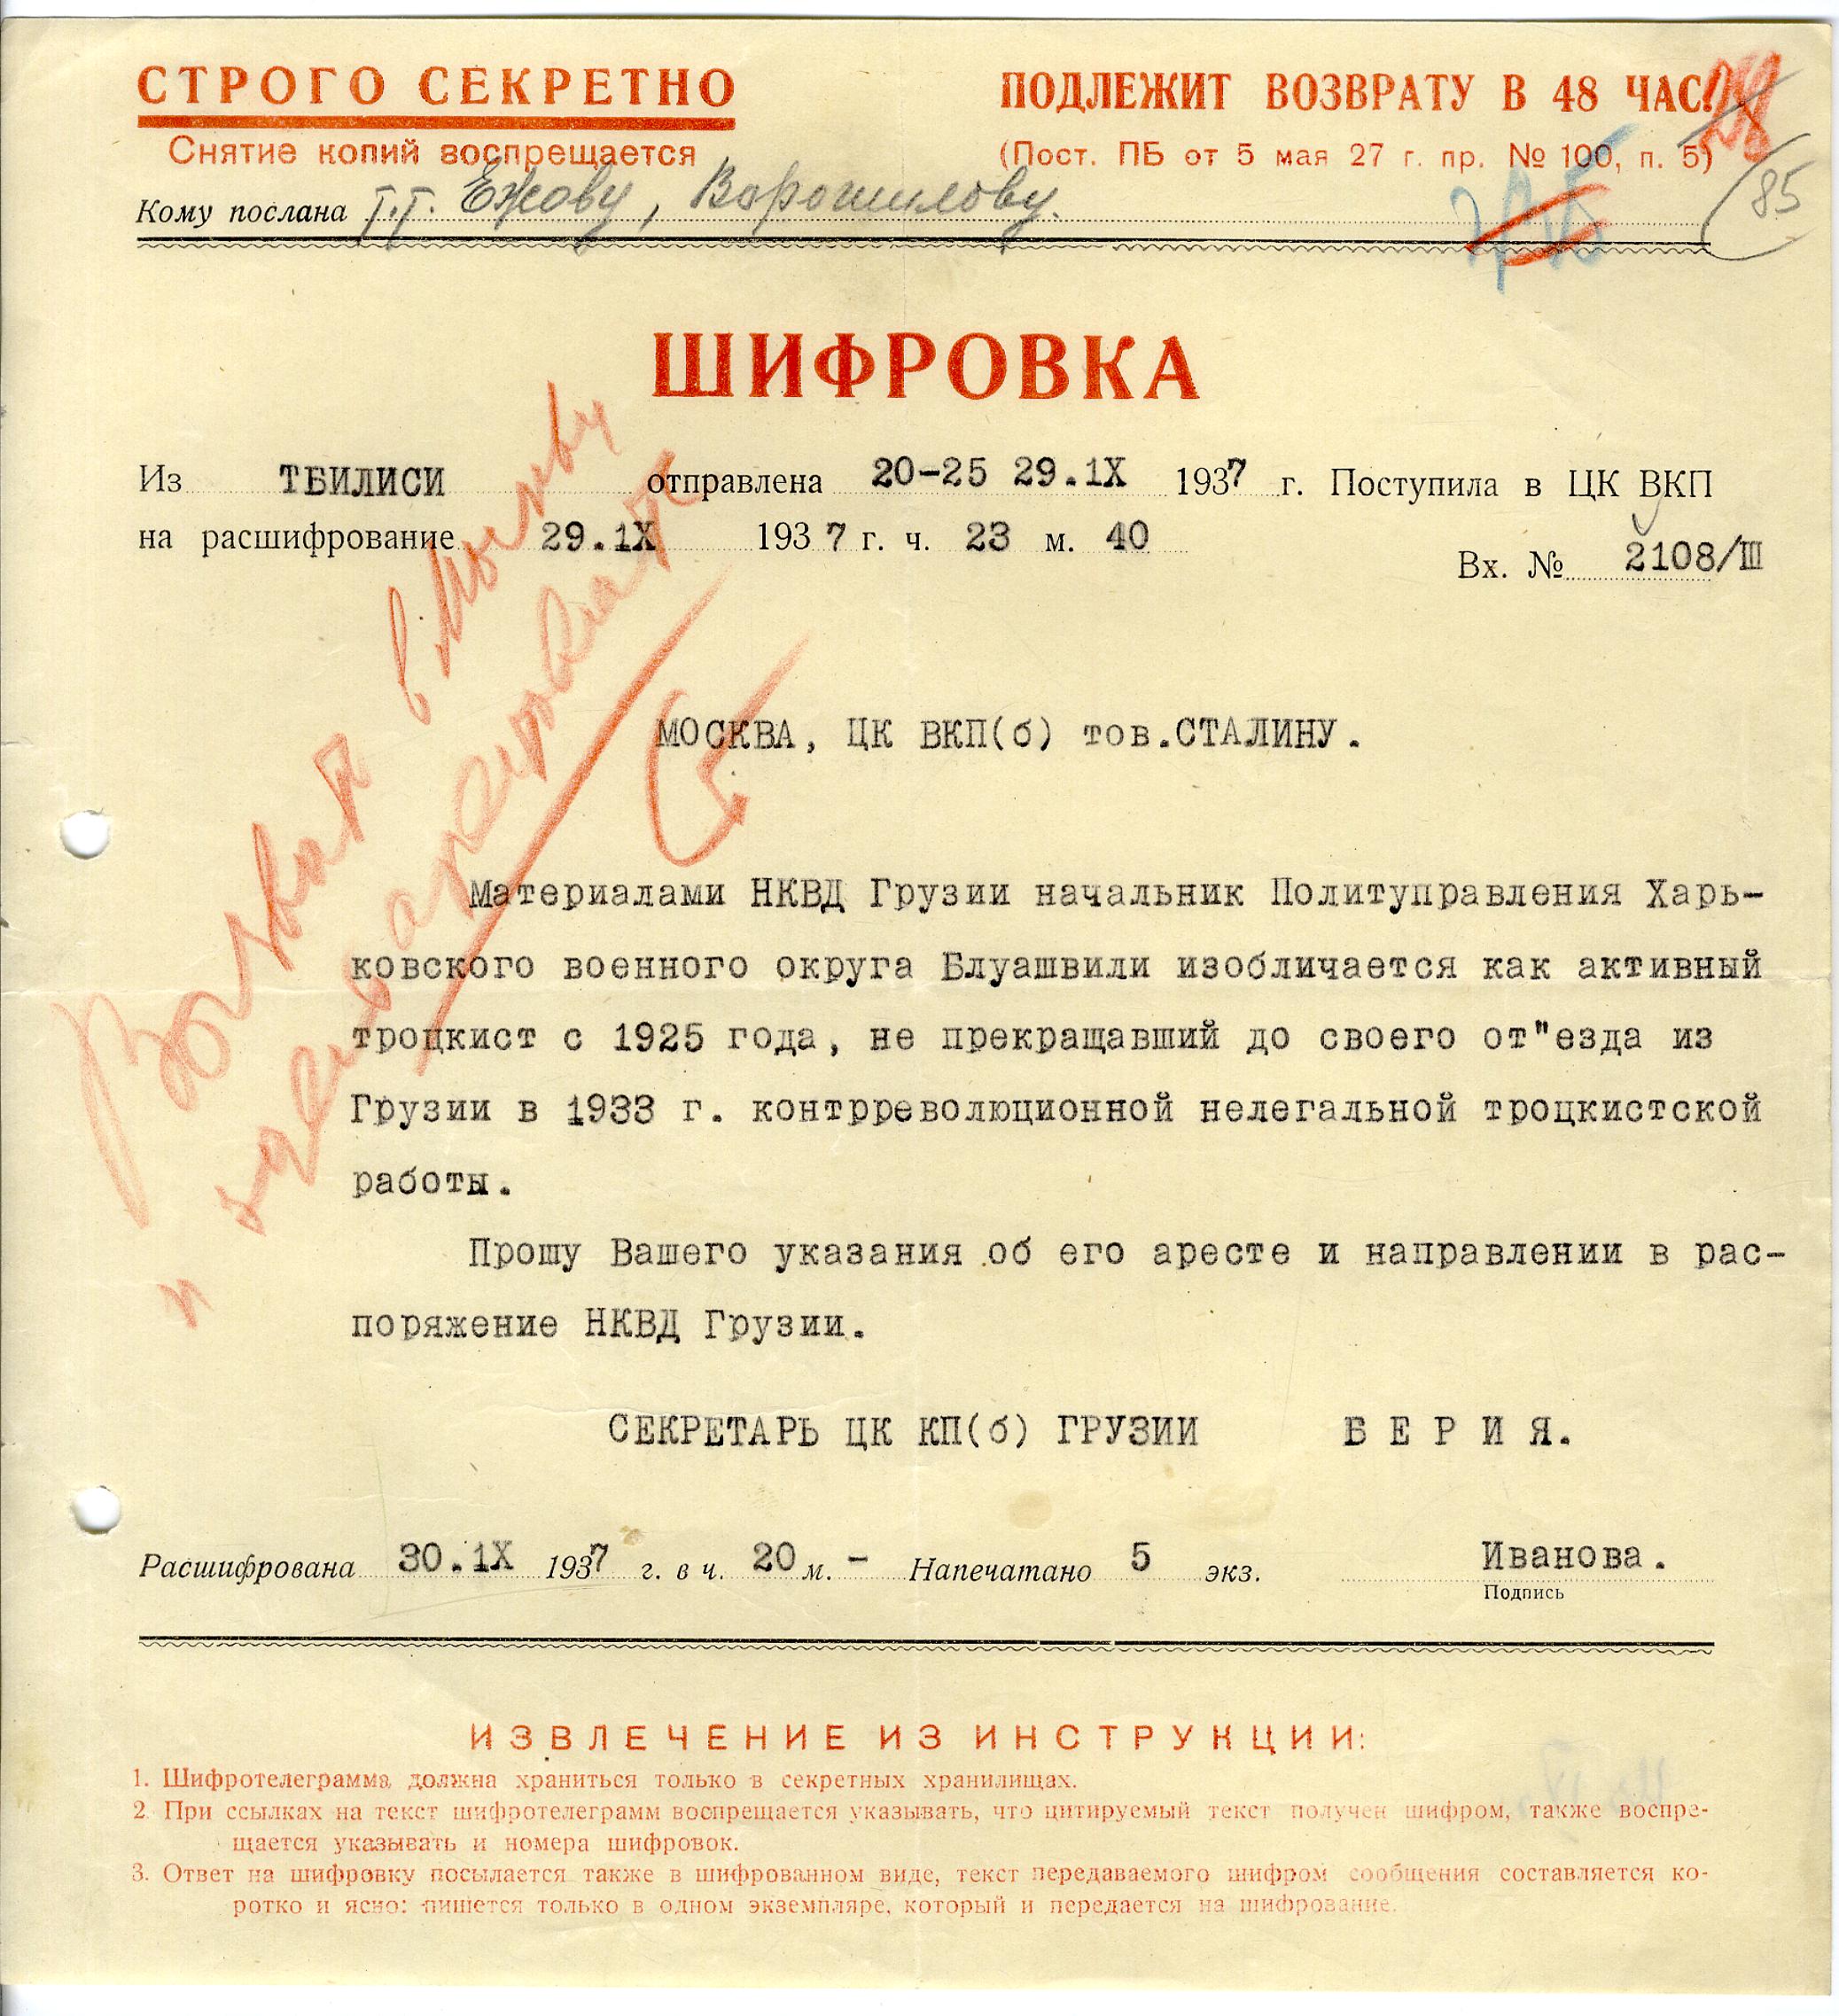 СТРОГО СЕКРЕТНО
Снятие копий воспрещается
ПОДЛЕЖИТ ВОЗВРАТУ В 48 ЧАС.
(Пост. ПБ от 5 мая 27 г. пр. № 100, п. 5)
85
Кому послана т.т. Ежову, Ворошилову.
ШИФРОВКА
Из ТБИЛИСИ отправлена 20-25 29.1X 1937 г. Поступила в ЦК ВКП
на расшифрование 29.1X 1937 г. ч. 23 м. 40
Вх. № 2108/Ш
Вызвать в Москву
и здесь арестовать
МОСКВА, ЦК ВКП(б) тов.СТАЛИНУ.
Материалами НКВД Грузии начальник Политуправления Харь-
ковского военного округа Блуашвили изобличается как активный
троцкист с 1925 года, не прекращавший до своего от"езда из
Грузии в 1933 г. контрреволюционной нелегальной троцкистской
работы.
Прошу Вашего указания об его аресте и направлении в рас-
поряжение НКВД Грузии.
СЕКРЕТАРЬ ЦК КП(б) ГРУЗИИ Б Е Р И Я.
Расшифрована 30.1X 1937 г. в ч. 20 м. - Напечатано 5 экз. Иванова.
Подпись
ИЗВЛЕЧЕНИЕ ИЗ ИНСТРУКЦИИ:
1. Шифротелеграмма должна храниться только в секретных хранилищах.
2. При ссылках на текст шифротелеграмм воспрещается указывать, что цитируемый текст получен шифром, также воспре-
щается указывать и номера шифровок.
3. Ответ на шифровку посылается также в шифрованном виде, текст передаваемого шифром сообщения составляется ко-
ротко и ясно: пишется только в одном экземпляре, который и передается на шифрование.